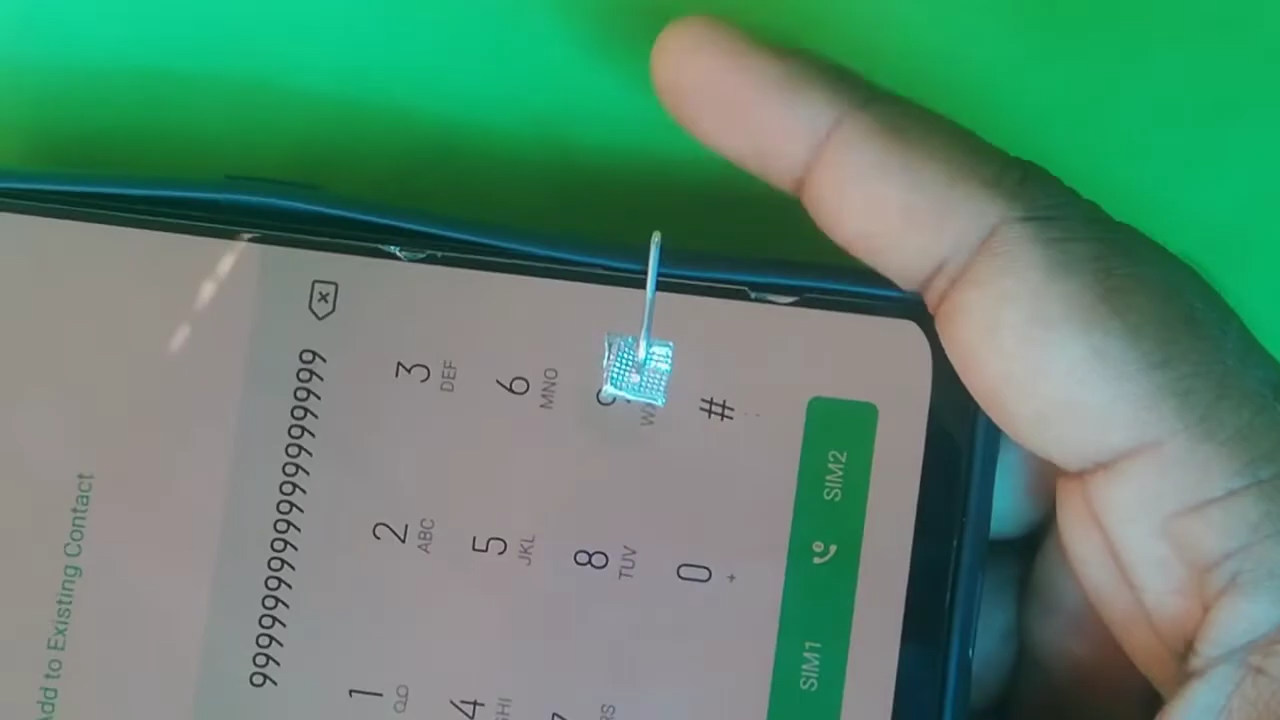 Add to Existing Contact
1 2 3
ABC DEF
4 5 6
JKL MNO
8
TUV
0 #
+
SIM1 SIM2